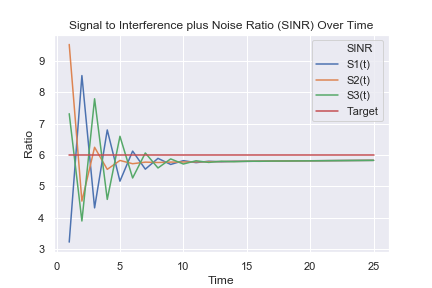 Signal to Interference plus Noise Ratio (SINR) Over Time
SINR
S1(t)
S2(t)
S3(t)
Target
Ratio
9
8
7
6
5
4
3
0
5
10
15
20
25
Time